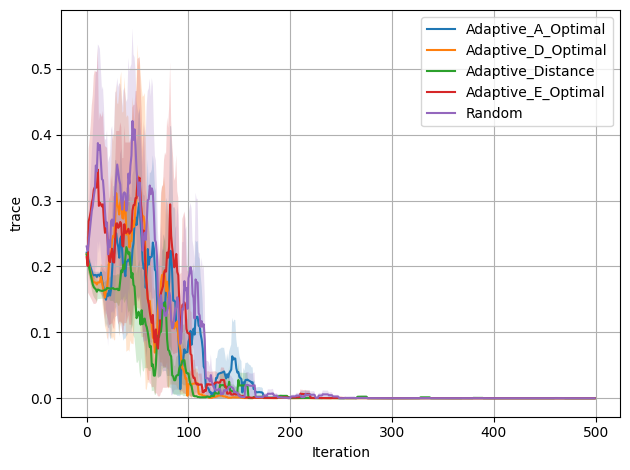 Adaptive_A_Optimal
Adaptive_D_Optimal
Adaptive_Distance
Adaptive_E_Optimal
Random
trace
0.5
0.4
0.3
0.2
0.1
0.0
0 100 200 300 400 500
Iteration